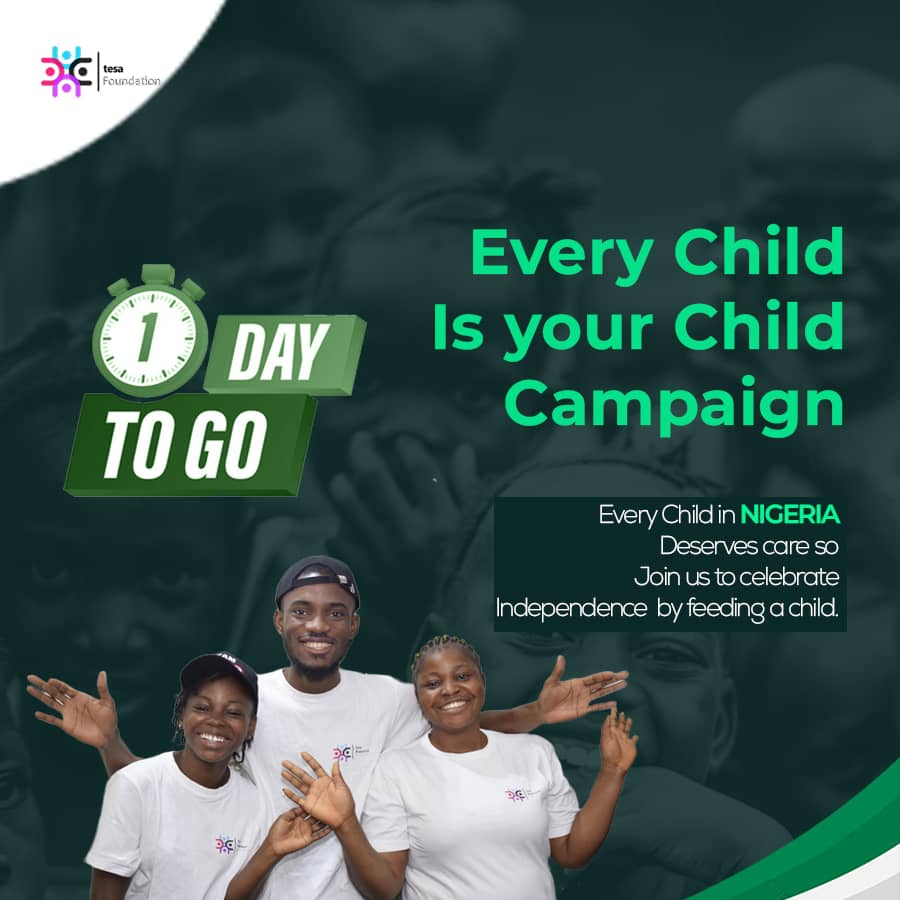 tesa
Foundation
Every Child
Is your Child
Campaign
1
DAY
TO GO
Every Child in NIGERIA
Deserves care so
Join us to celebrate
Independence by feeding a child.